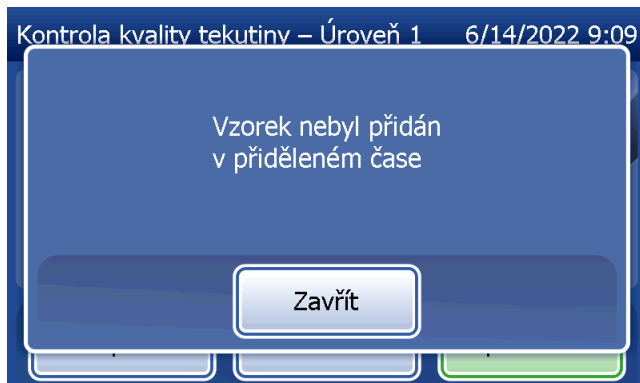 Kontrola kvality tekutiny – Úroveň 1 6/14/2022 9:09
Vzorek nebyl přidán
v přiděleném čase
Zavřít